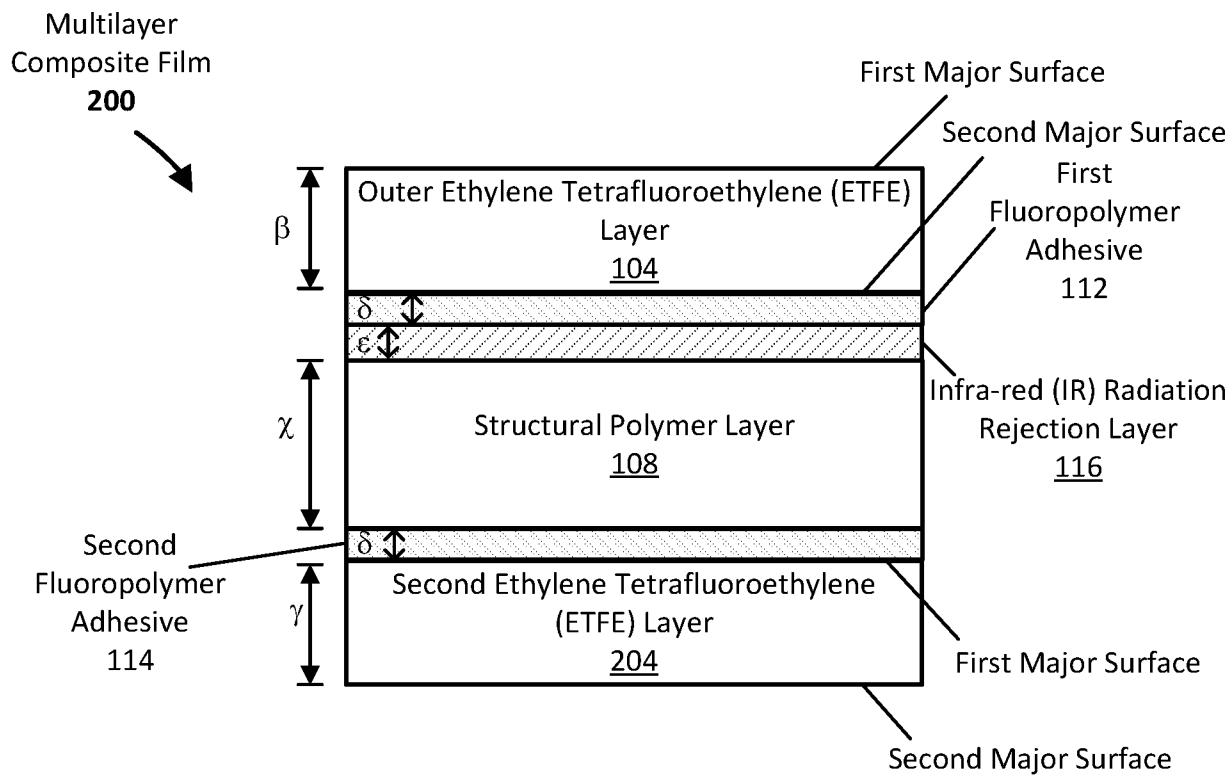 Multilayer
Composite Film
200
First Major Surface
Second Major Surface
First
Fluoropolymer
Adhesive
112
β
Outer Ethylene Tetrafluoroethylene (ETFE)
Layer
104
δ
ε
Infra-red (IR) Radiation
Rejection Layer
116
χ
Structural Polymer Layer
108
Second
Fluoropolymer
Adhesive
114
δ
γ
Second Ethylene Tetrafluoroethylene
(ETFE) Layer
204
First Major Surface
Second Major Surface